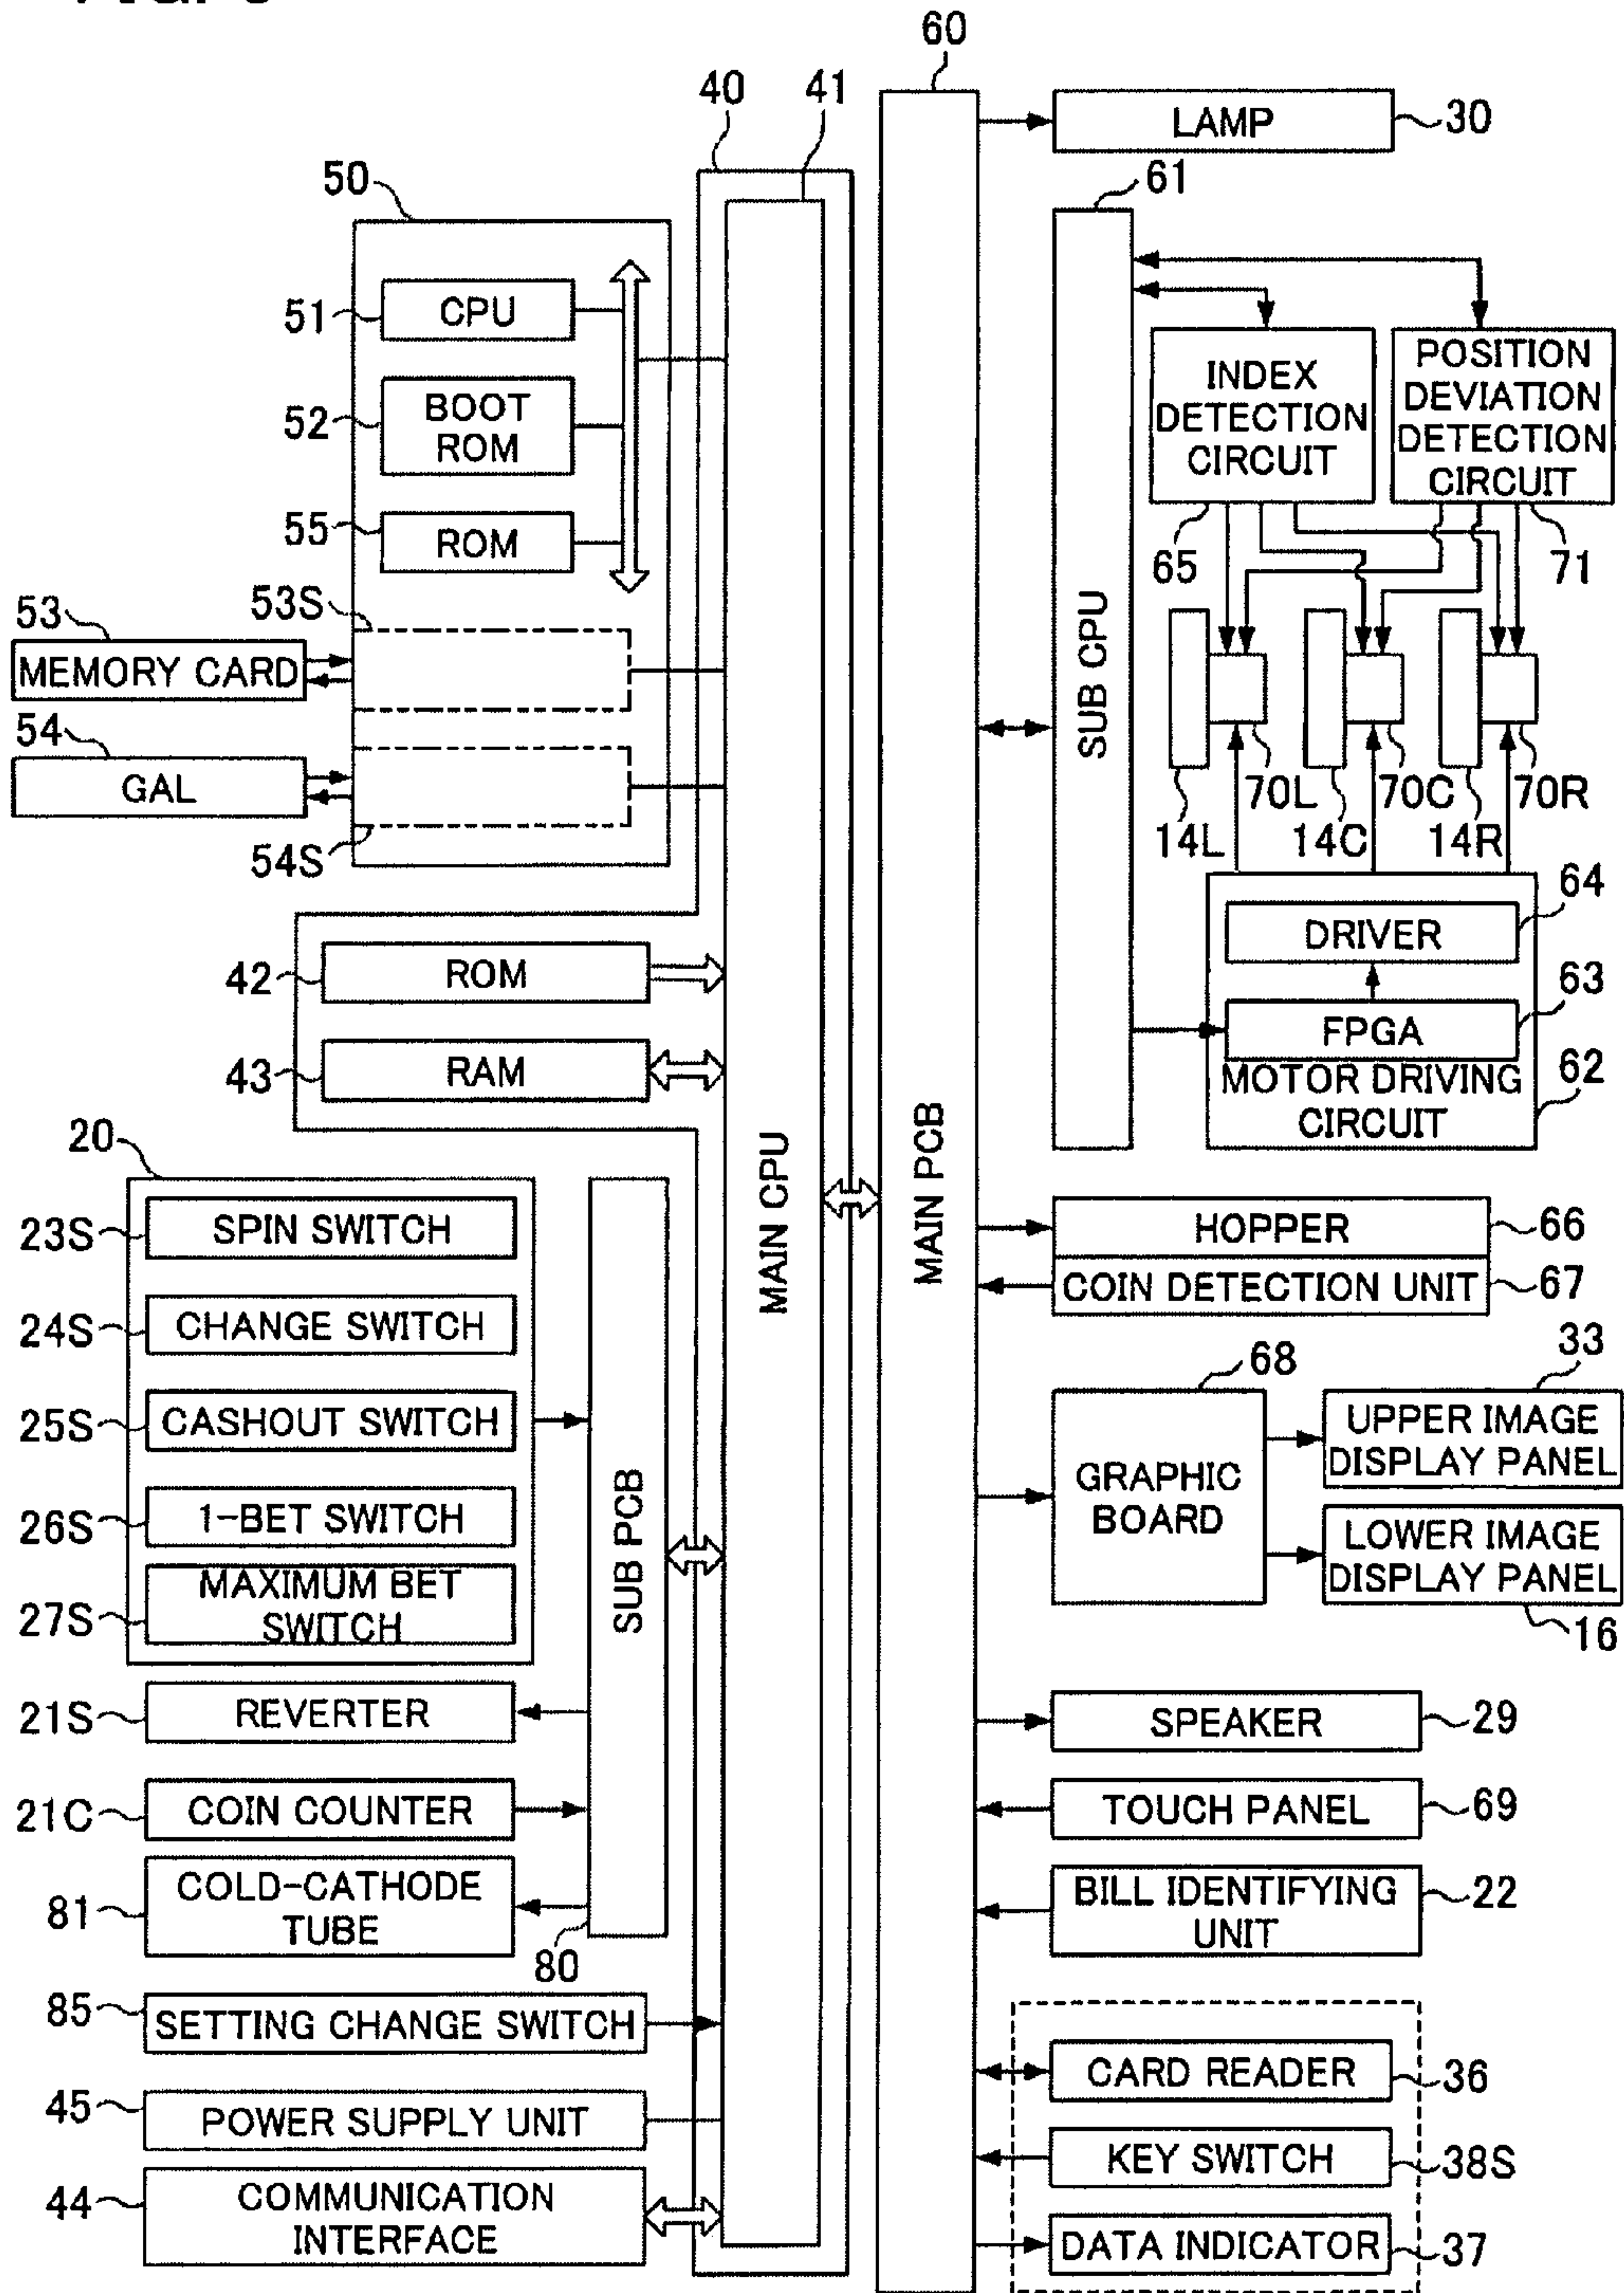 60
40
41
LAMP
30
50
61
51
CPU
52
BOOT
ROM
55
ROM
53S
53
MEMORY CARD
54
GAL
54S
INDEX
DETECTION
CIRCUIT
POSITION
DEVIATION
DETECTION
CIRCUIT
65
71
SUB CPU
70L
70C
70R
14L
14C
14R
64
DRIVER
63
FPGA
MOTOR DRIVING
CIRCUIT
62
42
ROM
43
RAM
MAIN CPU
MAIN PCB
20
23S
SPIN SWITCH
24S
CHANGE SWITCH
25S
CASHOUT SWITCH
26S
1-BET SWITCH
27S
MAXIMUM BET
SWITCH
SUB PCB
21S
REVERTER
21C
COIN COUNTER
81
COLD-CATHODE
TUBE
80
85
SETTING CHANGE SWITCH
45
POWER SUPPLY UNIT
44
COMMUNICATION
INTERFACE
HOPPER
66
COIN DETECTION UNIT
67
68
33
GRAPHIC
BOARD
UPPER IMAGE
DISPLAY PANEL
LOWER IMAGE
DISPLAY PANEL
16
SPEAKER
29
TOUCH PANEL
69
BILL IDENTIFYING
UNIT
22
CARD READER
36
KEY SWITCH
38S
DATA INDICATOR
37